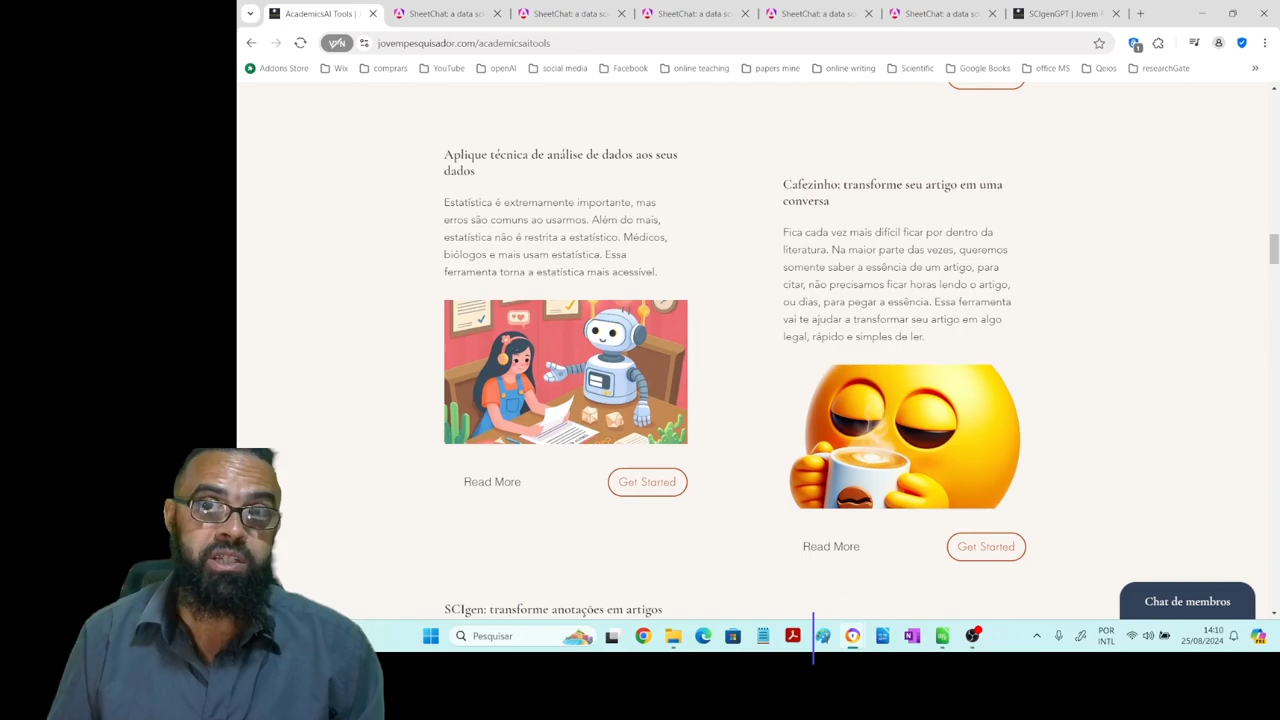 AcademicsAI Tools | J
SheetChat: a data sci
SheetChat: a data so
SheetChat: a data so
SheetChat: a data so
SheetChat: a data so
SCIgenGPT | Jovem P
VPN
jovempesquisador.com/academicsaitools
1
Addons Store
Wix
comprars
YouTube
openAI
social media
Facebook
online teaching
papers mine
online writing
Scientific
Google Books
office MS
Qeios
researchGate
»
Aplique técnica de análise de dados aos seus
dados
Estatística é extremamente importante, mas
erros são comuns ao usarmos. Além do mais,
estatística não é restrita a estatístico. Médicos,
biólogos e mais usam estatística. Essa
ferramenta torna a estatística mais acessível.
Read More
Get Started
Cafezinho: transforme seu artigo em uma
conversa
Fica cada vez mais difícil ficar por dentro da
literatura. Na maior parte das vezes, queremos
somente saber a essência de um artigo, para
citar, não precisamos ficar horas lendo o artigo,
ou dias, para pegar a essência. Essa ferramenta
vai te ajudar a transformar seu artigo em algo
legal, rápido e simples de ler.
Read More
Get Started
SCIgen: transforme anotações em artigos
Chat de membros
Pesquisar
POR
INTL
14:10
25/08/2024